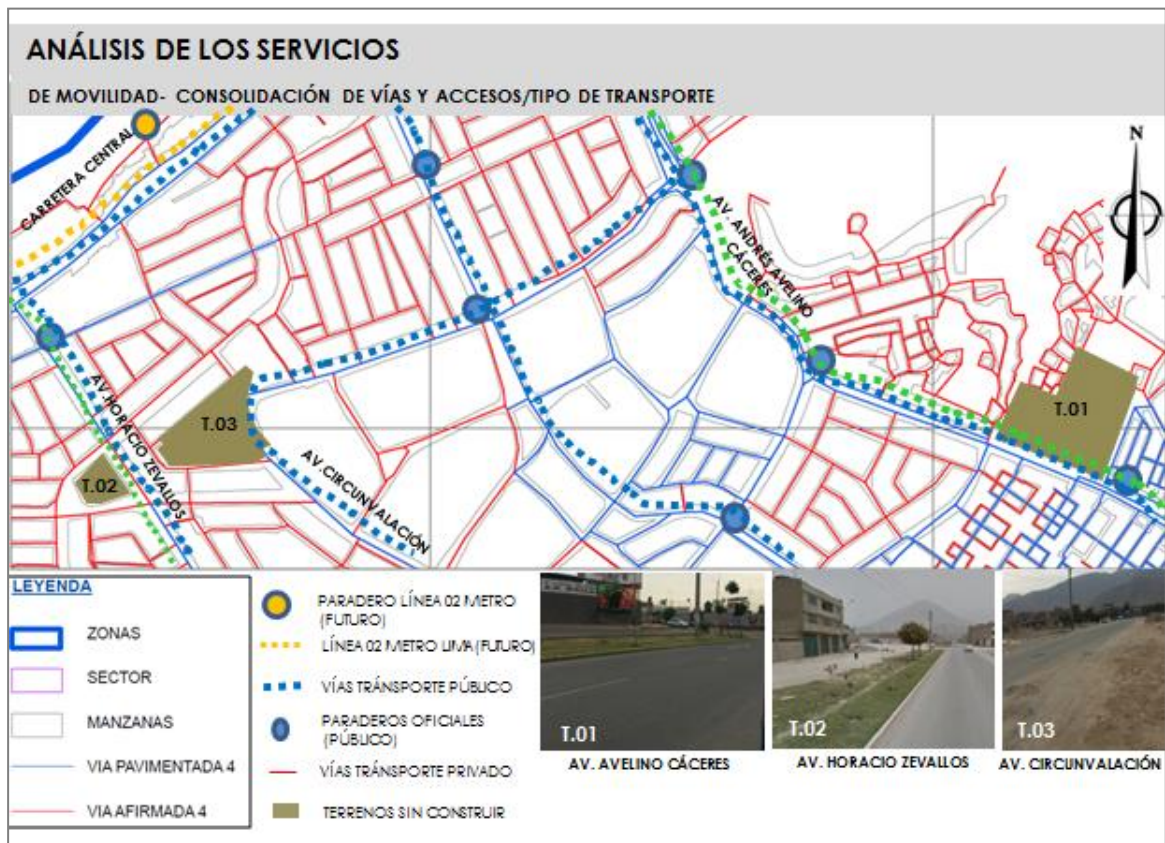 ANÁLISIS DE LOS SERVICIOS
DE MOVILIDAD- CONSOLIDACIÓN DE VÍAS Y ACCESOS/TIPO DE TRANSPORTE
CARRETERA CENTRAL
N
AV. ANDRÉS AVELINO
CÁCERES
AV.HORACIO ZEVALLOS
T.03
T.01
T.02
AV.CIRCUNVALACIÓN
LEYENDA
ZONAS
SECTOR
MANZANAS
VIA PAVIMENTADA 4
VIA AFIRMADA 4
PARADERO LÍNEA 02 METRO
(FUTURO)
LÍNEA 02 METRO LIMA (FUTURO)
VÍAS TRÁNSPORTE PÚBLICO
PARADEROS OFICIALES
(PÚBLICO)
VÍAS TRÁNSPORTE PRIVADO
TERRENOS SIN CONSTRUIR
T.01
AV. AVELINO CÁCERES
T.02
AV. HORACIO ZEVALLOS
T.03
AV. CIRCUNVALACIÓN